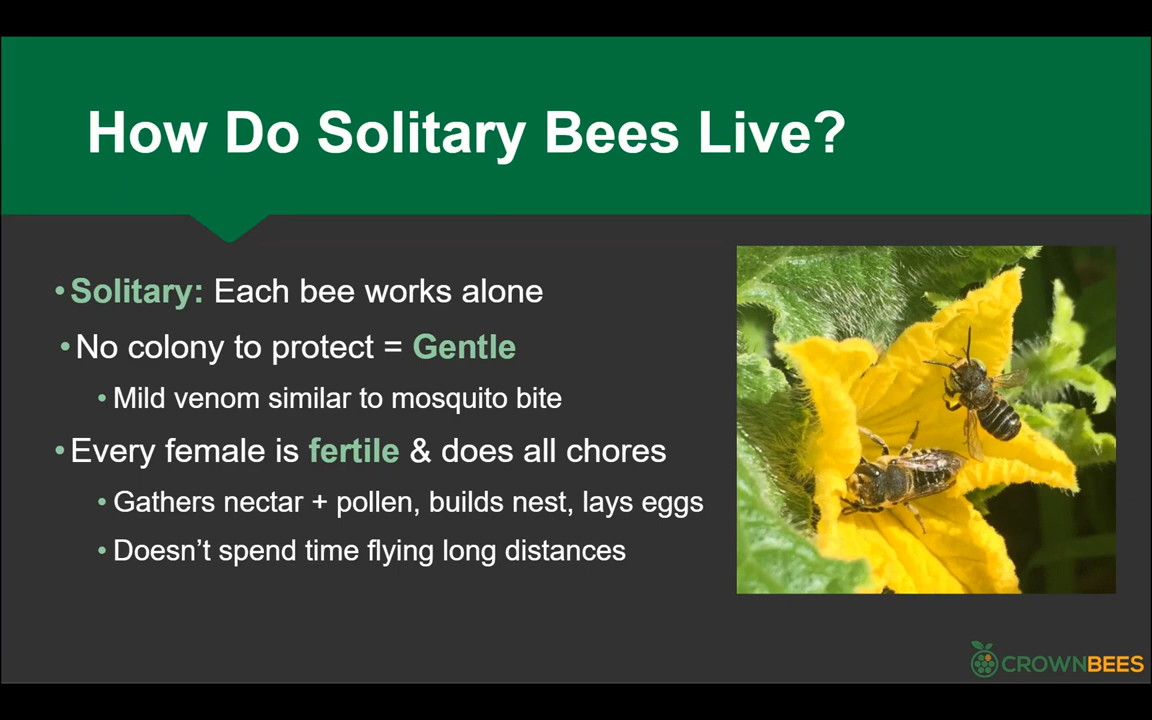 How Do Solitary Bees Live?
•Solitary: Each bee works alone
•No colony to protect = Gentle
•Mild venom similar to mosquito bite
•Every female is fertile & does all chores
•Gathers nectar + pollen, builds nest, lays eggs
•Doesn’t spend time flying long distances
CROWNBEES